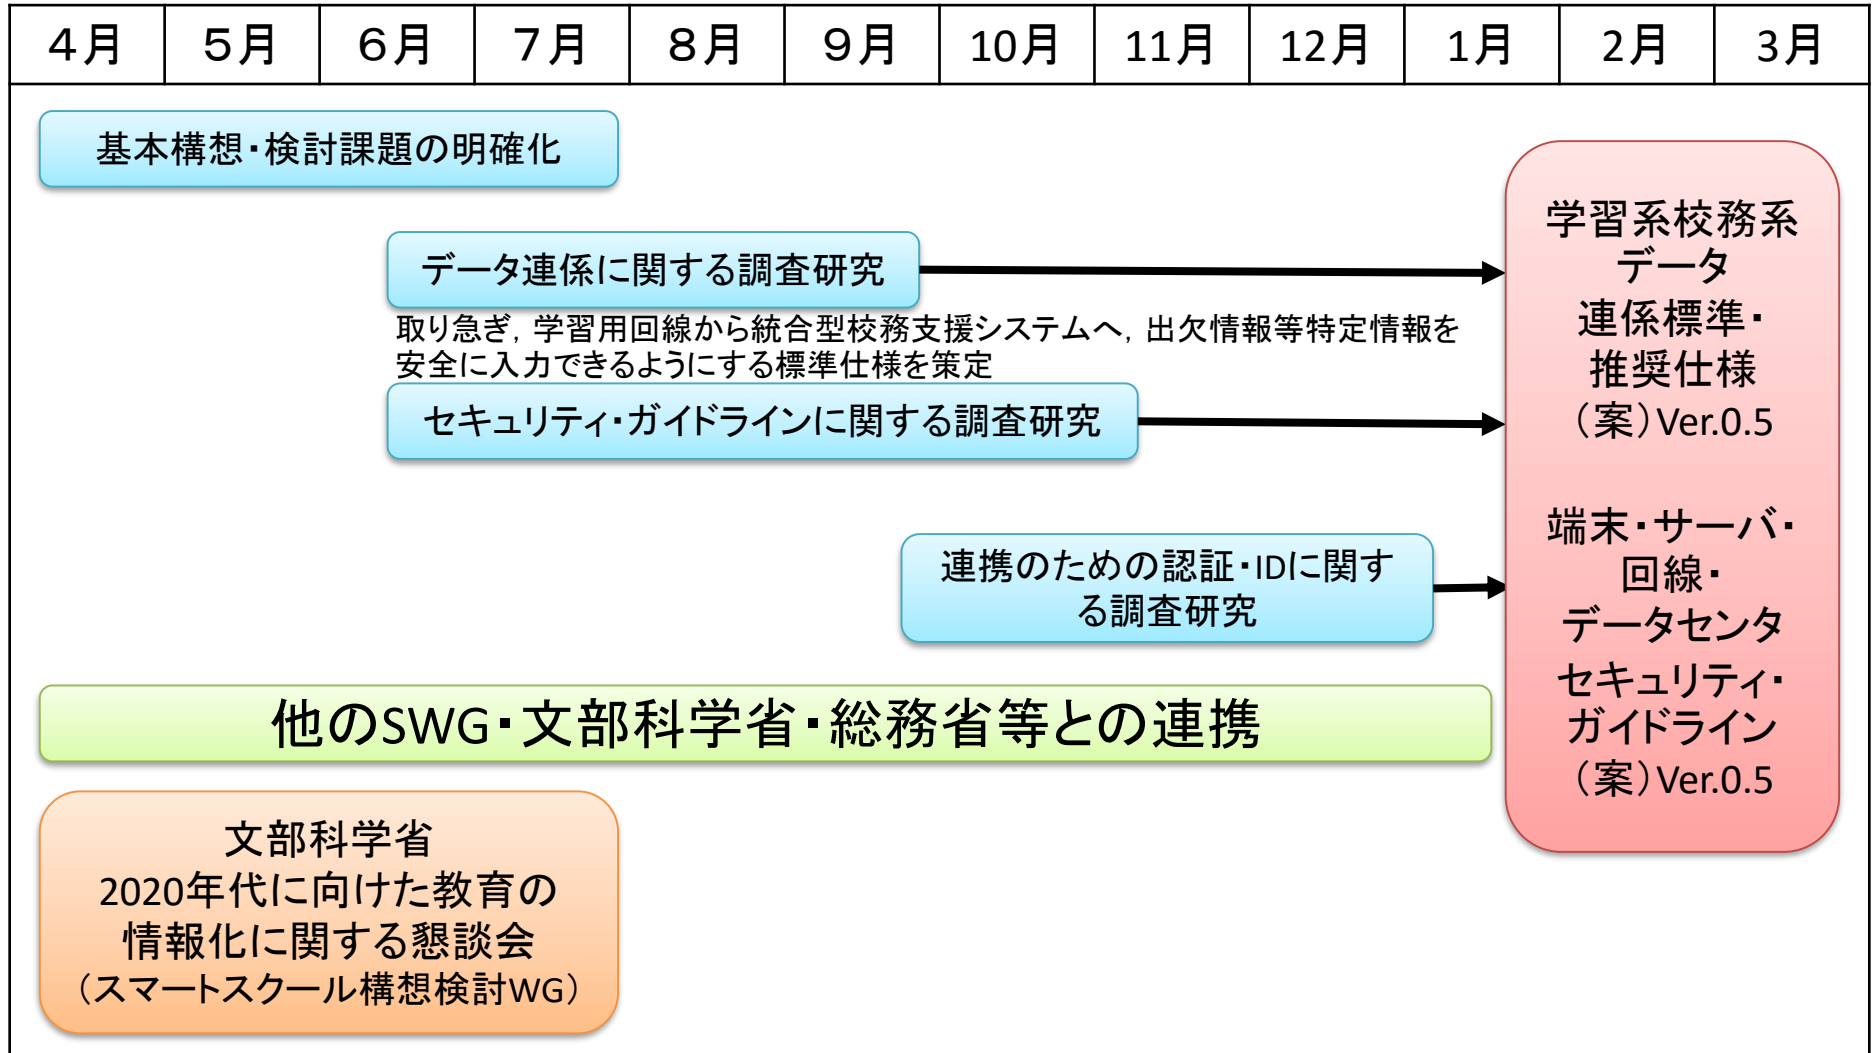 ４月 ５月 ６月 ７月 ８月 ９月 10月 11月 12月 1月 2月 3月
基本構想・検討課題の明確化
データ連係に関する調査研究
取り急ぎ，学習用回線から統合型校務支援システムへ，出欠情報等特定情報を
安全に入力できるようにする標準仕様を策定
セキュリティ・ガイドラインに関する調査研究
連携のための認証・IDに関す
る調査研究
学習系校務系
データ
連係標準・
推奨仕様
（案）Ver.0.5
端末・サーバ・
回線・
データセンタ
セキュリティ・
ガイドライン
（案）Ver.0.5
他のSWG・文部科学省・総務省等との連携
文部科学省
2020年代に向けた教育の
情報化に関する懇談会
（スマートスクール構想検討WG）